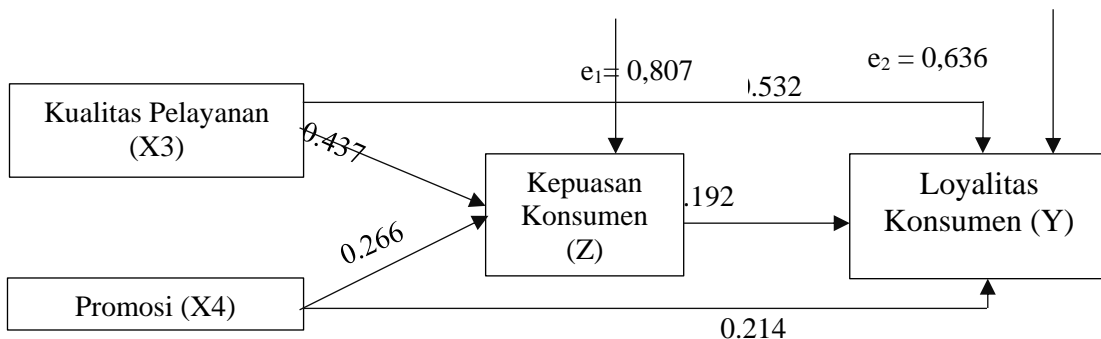 e₁= 0,807
e₂ = 0,636
.532
Kualitas Pelayanan
(X3)
0.437
Kepuasan
Konsumen
(Z)
.192
Loyalitas
Konsumen (Y)
0.266
Promosi (X4)
0.214